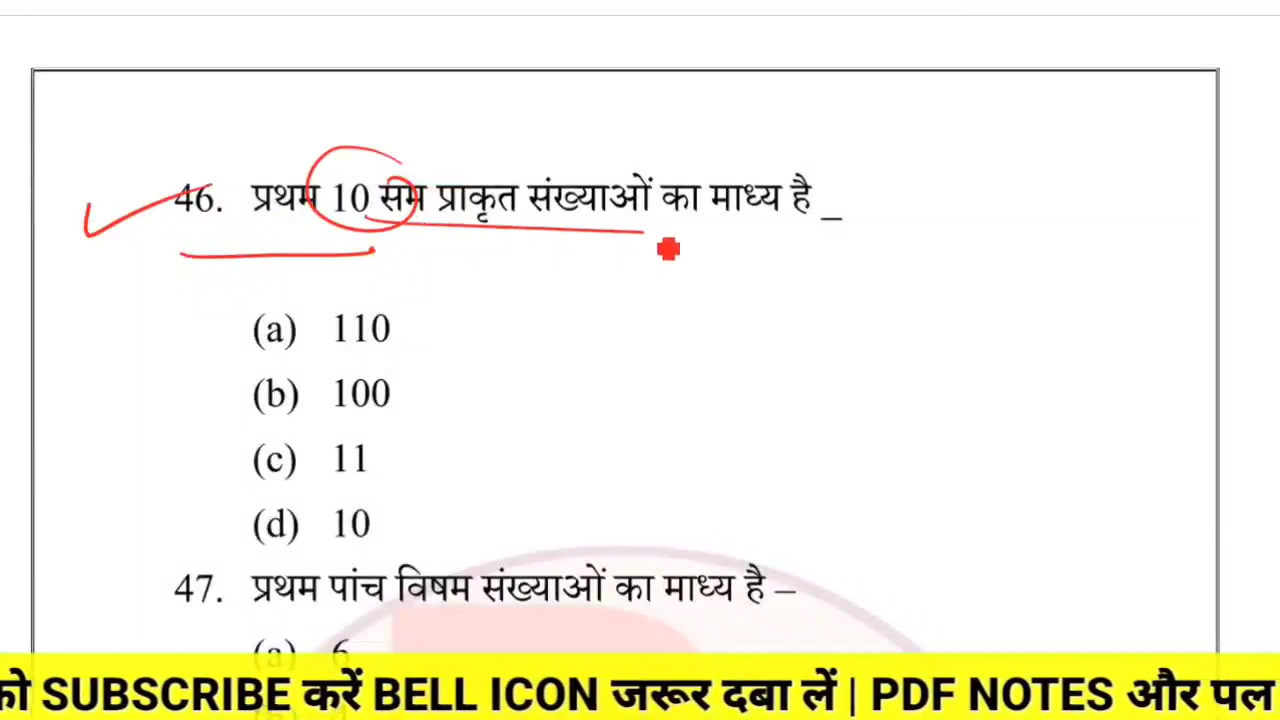 46. प्रथम 10 सम प्राकृत संख्याओं का माध्य है _
(a) 110
(b) 100
(c) 11
(d) 10
47. प्रथम पांच विषम संख्याओं का माध्य है –
(a) 6
को SUBSCRIBE करें BELL ICON जरूर दबा लें | PDF NOTES और पल